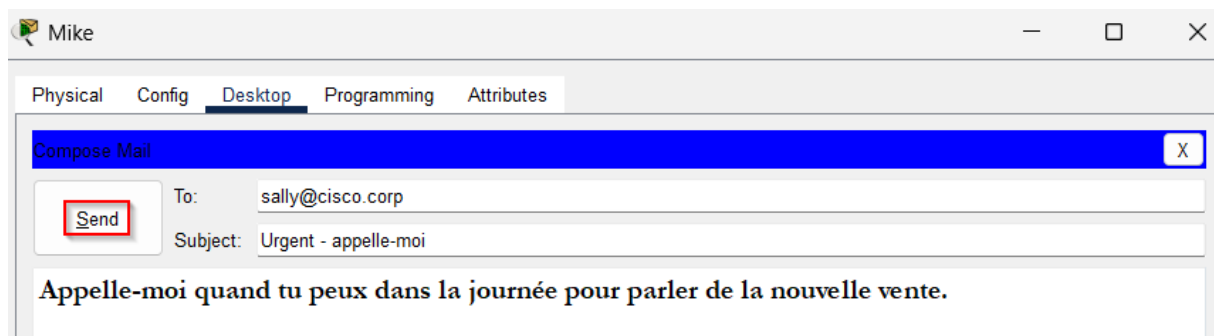 Mike
Physical Config Desktop Programming Attributes
Compose Mail X
Send
To: sally@cisco.corp
Subject: Urgent - appelle-moi
Appelle-moi quand tu peux dans la journée pour parler de la nouvelle vente.